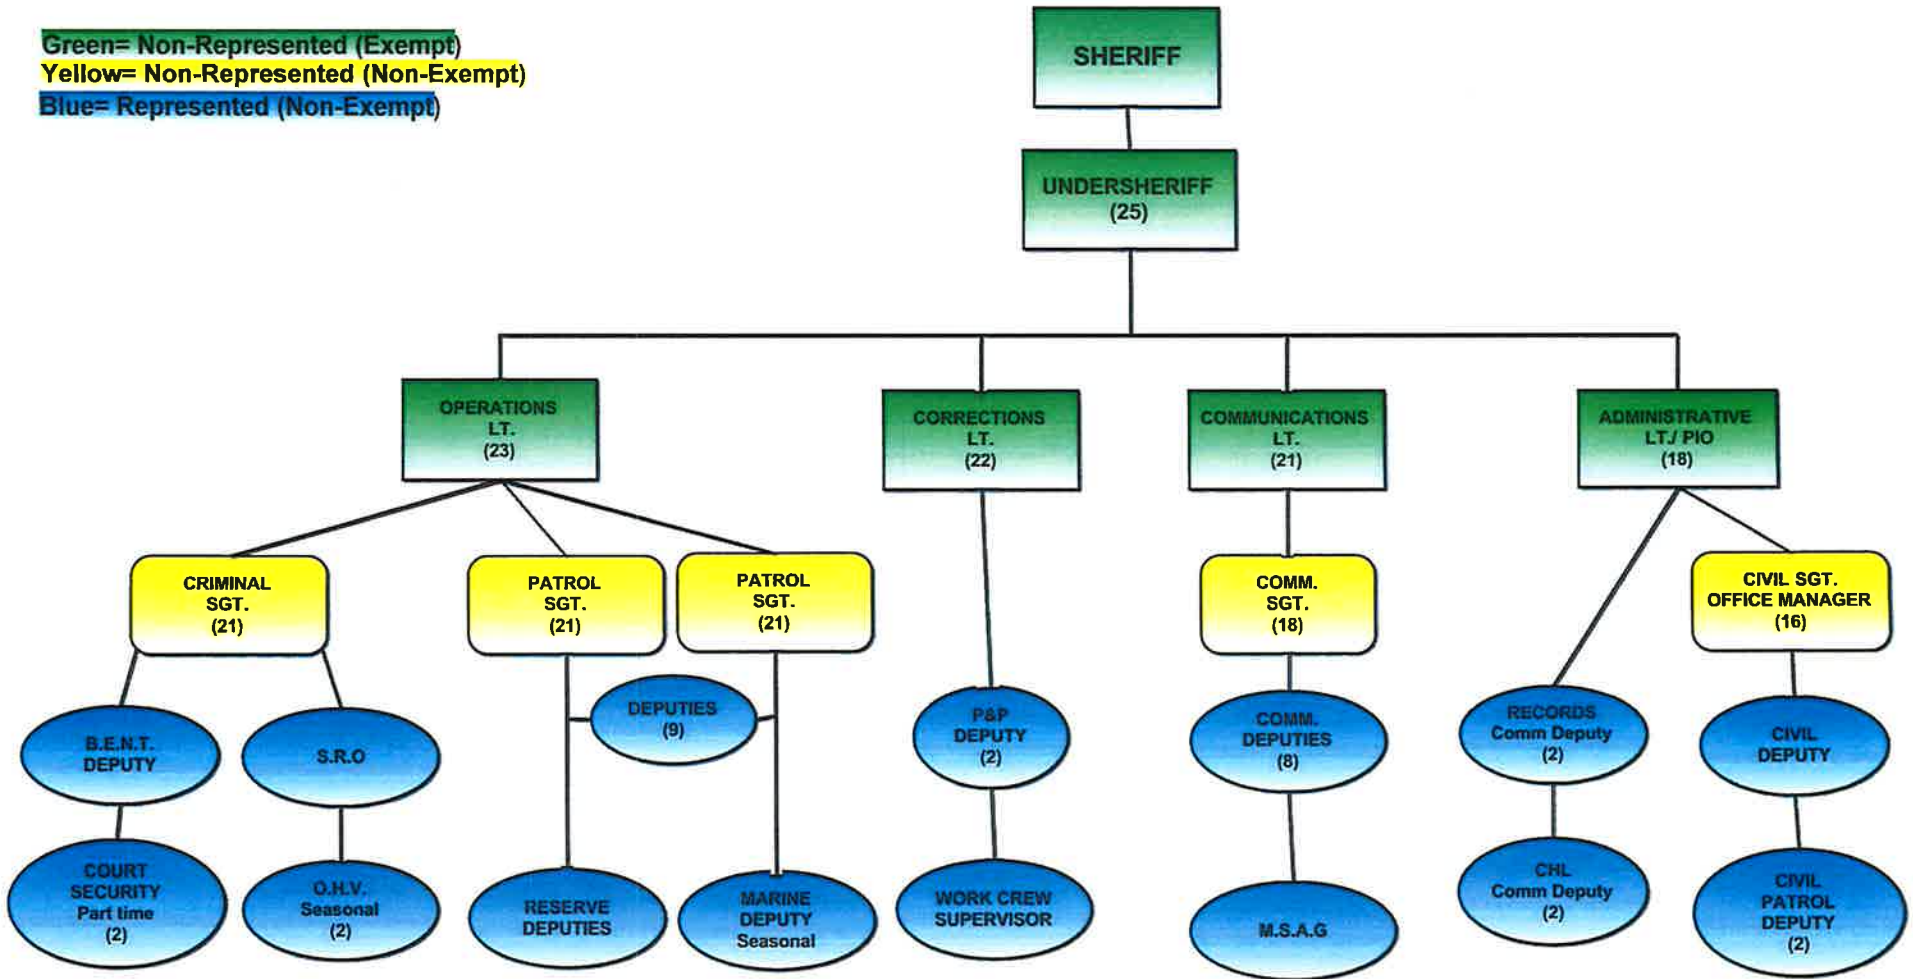 Green= Non-Represented (Exempt)
Yellow= Non-Represented (Non-Exempt)
Blue= Represented (Non-Exempt)
SHERIFF
UNDERSHERIFF
(25)
OPERATIONS
LT.
(23)
CORRECTIONS
LT.
(22)
COMMUNICATIONS
LT.
(21)
ADMINISTRATIVE
LT./ PIO
(18)
CRIMINAL
SGT.
(21)
PATROL
SGT.
(21)
PATROL
SGT.
(21)
COMM.
SGT.
(18)
CIVIL SGT.
OFFICE MANAGER
(16)
B.E.N.T.
DEPUTY
S.R.O
DEPUTIES
(9)
P&P
DEPUTY
(2)
COMM.
DEPUTIES
(8)
RECORDS
Comm Deputy
(2)
CIVIL
DEPUTY
COURT
SECURITY
Part time
(2)
O.H.V.
Seasonal
(2)
RESERVE
DEPUTIES
MARINE
DEPUTY
Seasonal
WORK CREW
SUPERVISOR
M.S.A.G
CHL
Comm Deputy
(2)
CIVIL
PATROL
DEPUTY
(2)